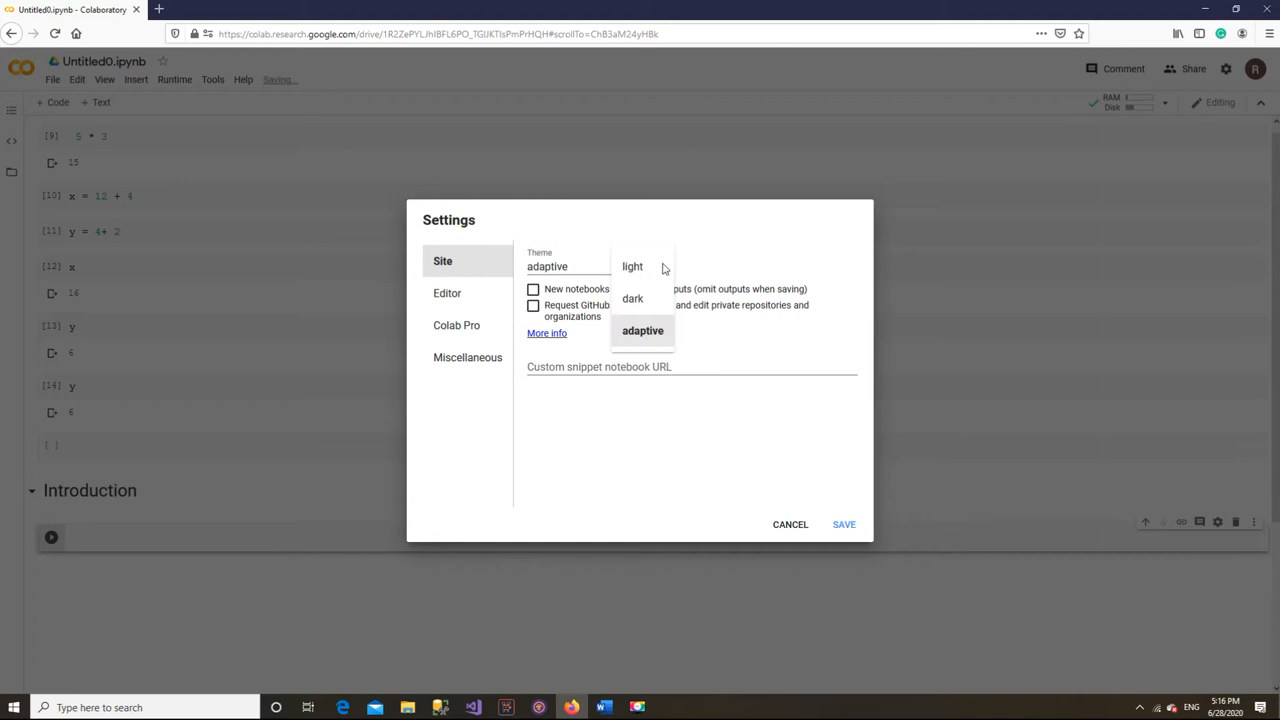 Untitled0.ipynb - Colaboratory
https://colab.research.google.com/drive/1R2ZePYLJhIBFL6PO_TGlJKTIsPmPrHQH#scrollTo=ChB3aM24yHBk
Untitled0.ipynb
File Edit View Insert Runtime Tools Help Saving...
Comment
Share
R
+ Code + Text
RAM
Disk
Editing
[9] 5 * 3
15
[10] x = 12 + 4
[11] y = 4+ 2
[12] x
16
[13] y
6
[14] y
6
[ ]
Introduction
Settings
Site
Editor
Colab Pro
Miscellaneous
Theme
adaptive
light
dark
adaptive
New notebooks puts (omit outputs when saving)
Request GitHub and edit private repositories and
organizations
More info
Custom snippet notebook URL
CANCEL SAVE
Type here to search
ENG
5:16 PM
6/28/2020